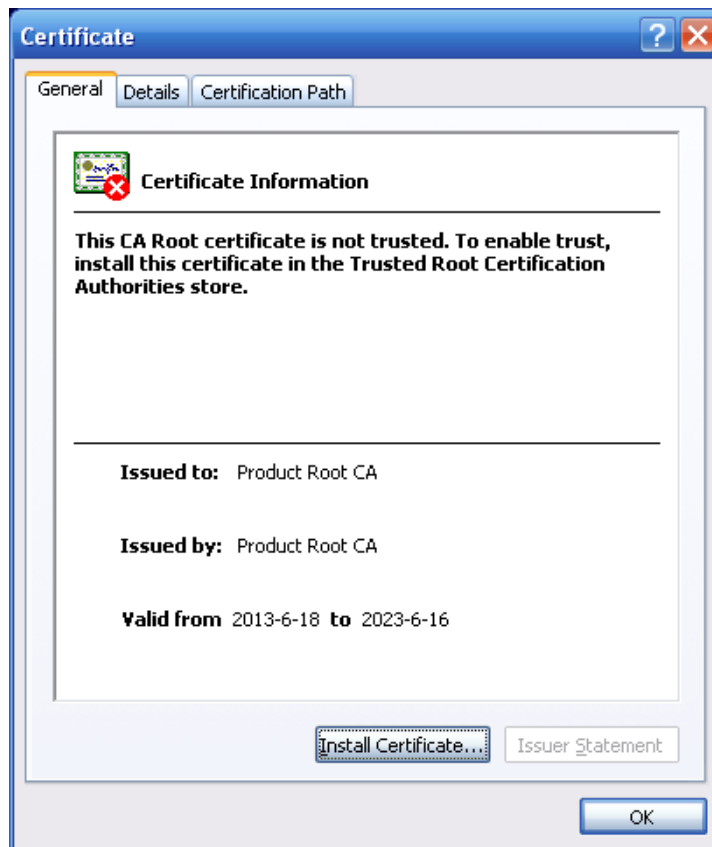 Certificate
General Details Certification Path
Certificate Information
This CA Root certificate is not trusted. To enable trust,
install this certificate in the Trusted Root Certification
Authorities store.
Issued to: Product Root CA
Issued by: Product Root CA
Valid from 2013-6-18 to 2023-6-16
Install Certificate... Issuer Statement
OK